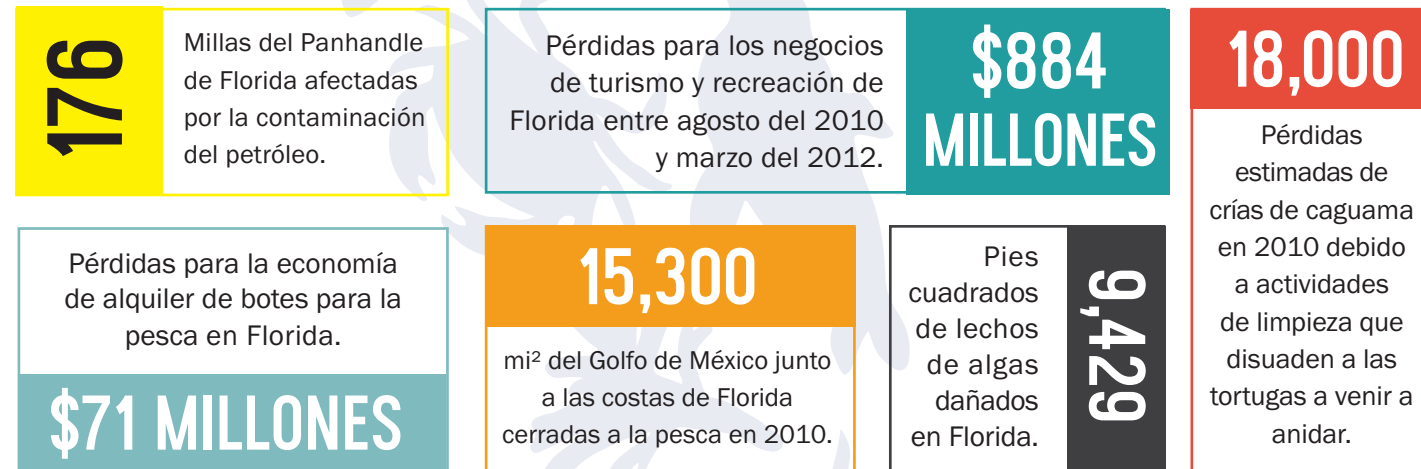 176
Millas del Panhandle
de Florida afectadas
por la contaminación
del petróleo.
Pérdidas para los negocios
de turismo y recreación de
Florida entre agosto del 2010
y marzo del 2012.
$884
MILLONES
18,000
Pérdidas
estimadas de
crías de caguama
en 2010 debido
a actividades
de limpieza que
disuaden a las
tortugas a venir a
anidar.
Pérdidas para la economía
de alquiler de botes para la
pesca en Florida.
$71 MILLONES
15,300
mi² del Golfo de México junto
a las costas de Florida
cerradas a la pesca en 2010.
Pies
cuadrados
de lechos
de algas
dañados
en Florida.
9,429